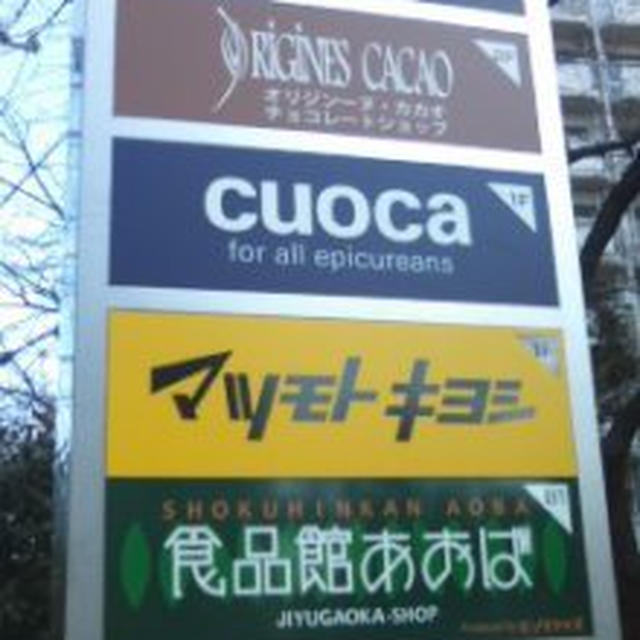 ORIGINES CACAO
オリジンーヌ・カカオ
チョコレートショップ
cuoca
1F
for all epicureans
マツモトキヨシ
SHOKUHINKAN AOBA
B1
食品館あおば
JIYUGAOKA-SHOP